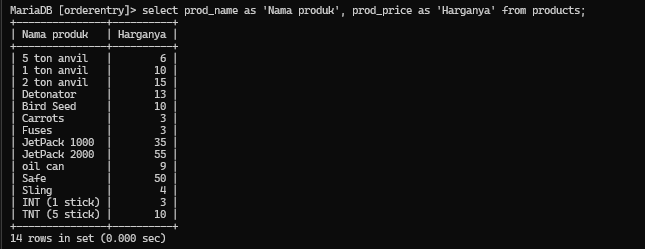 MariaDB [orderentry]> select prod_name as 'Nama produk', prod_price as 'Harganya' from products;
+--------------+----------+
| Nama produk | Harganya |
+--------------+----------+
| 5 ton anvil | 6 |
| 1 ton anvil | 10 |
| 2 ton anvil | 15 |
| Detonator | 13 |
| Bird Seed | 10 |
| Carrots | 3 |
| Fuses | 3 |
| JetPack 1000 | 35 |
| JetPack 2000 | 55 |
| oil can | 9 |
| Safe | 50 |
| Sling | 4 |
| INT (1 stick) | 3 |
| TNT (5 stick) | 10 |
+--------------+----------+
14 rows in set (0.000 sec)